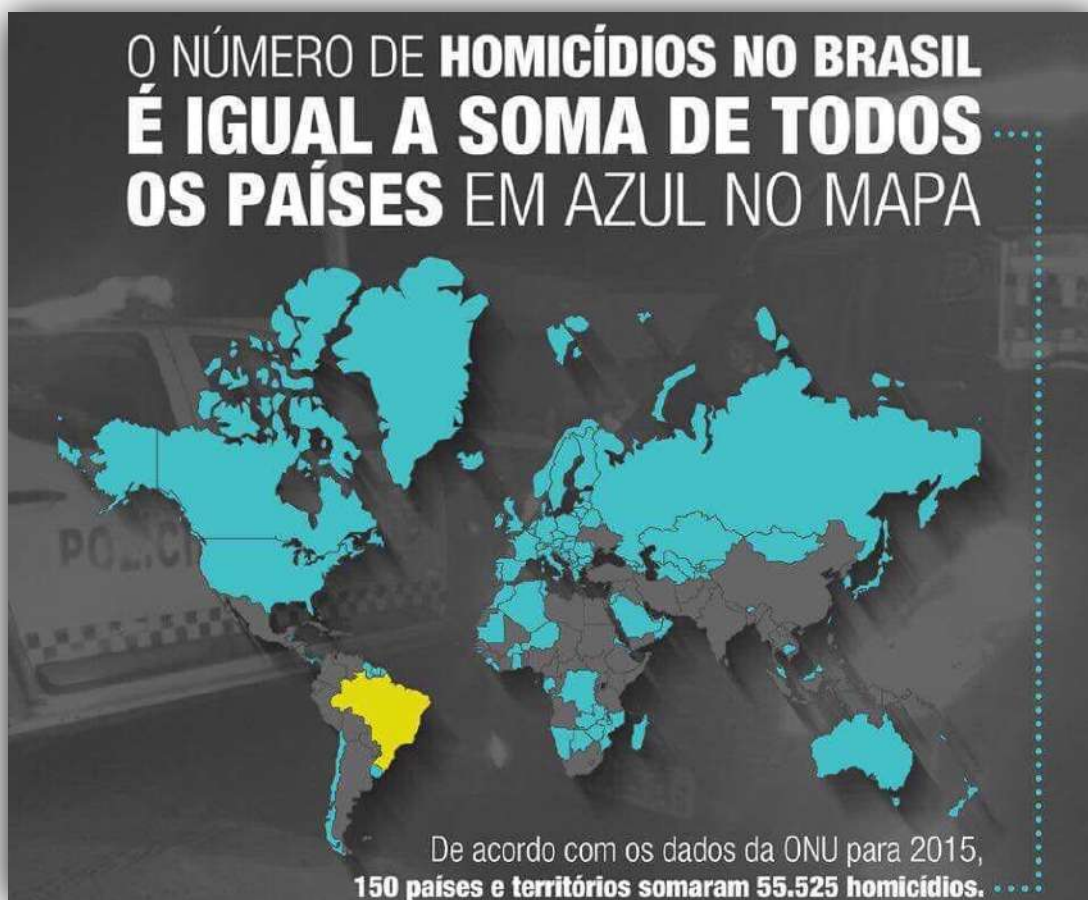 O NÚMERO DE HOMICÍDIOS NO BRASIL
É IGUAL A SOMA DE TODOS
OS PAÍSES EM AZUL NO MAPA
De acordo com os dados da ONU para 2015,
150 países e territórios somaram 55.525 homicídios.